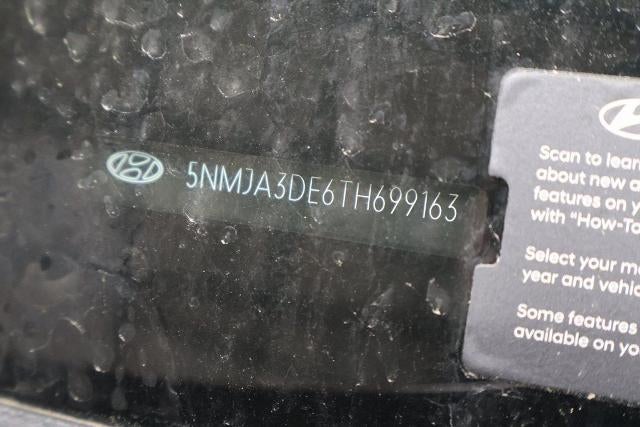 5NMJA3DE6TH699163
Scan to lear
about new a
features on y
with "How-To
Select your m
year and vehic
Some features
available on yo